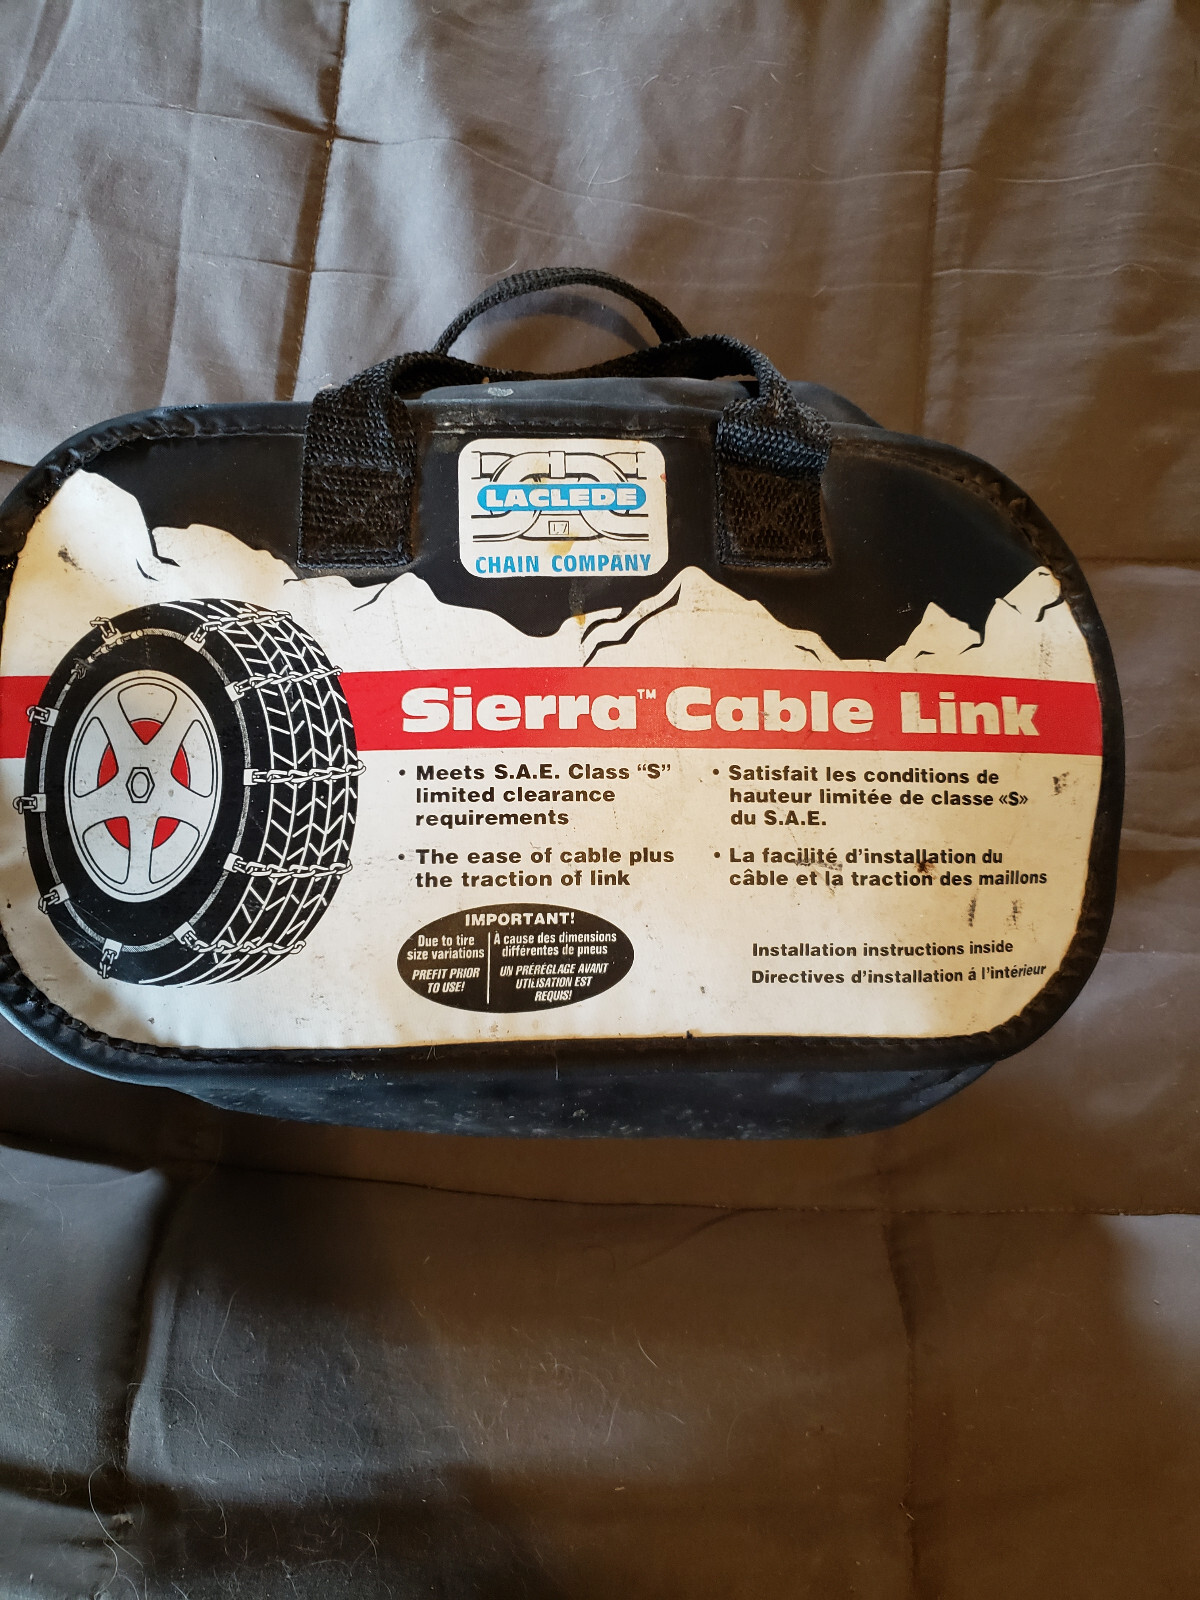 LACLEDE
CHAIN COMPANY
Sierra™ Cable Link
• Meets S.A.E. Class “S”
limited clearance
requirements
• The ease of cable plus
the traction of link
• Satisfait les conditions de
hauteur limitée de classe «S»
du S.A.E.
• La facilité d'installation du
câble et la traction des maillons
IMPORTANT!
Due to tire
size variations
PREFIT PRIOR
TO USE!
À cause des dimensions
différentes de pneus
UN PRÉRÉGLAGE AVANT
UTILISATION EST
REQUIS!
Installation instructions inside
Directives d'installation á l'intérieur